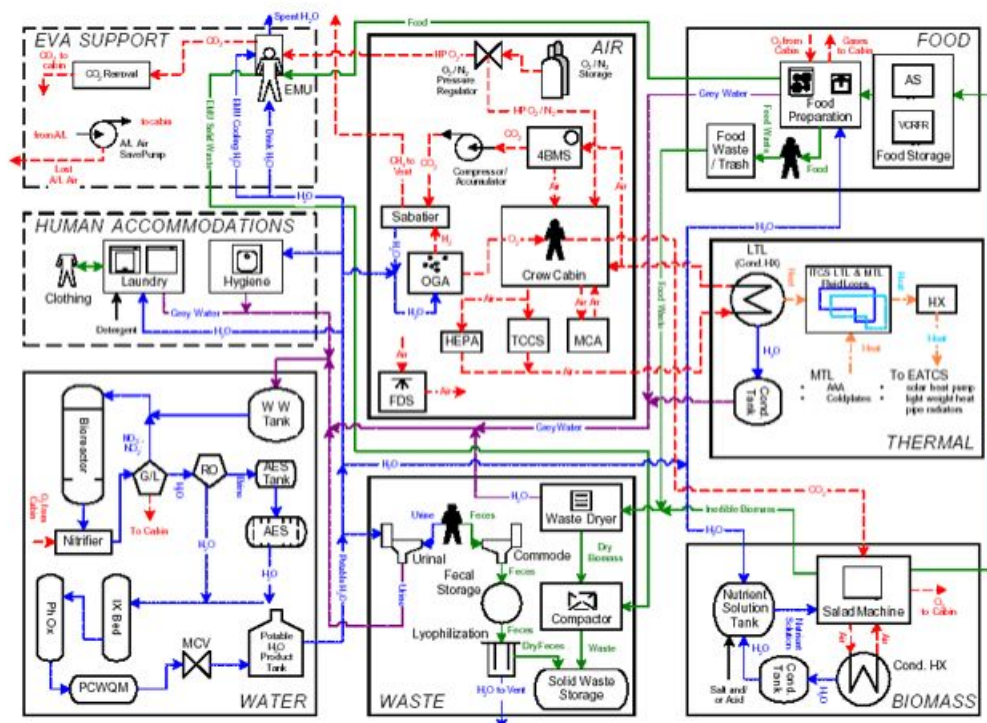 EVA SUPPORT
Spent H₂O
CO₂
CO₂ to
cabin
CO₂ Removal
EMU
from A/L
to cabin
A/L Air
Save Pump
Lost
A/L Air
EMU Solid Waste
EMU Cooling H₂O
Drink H₂O
H₂O
HUMAN ACCOMMODATIONS
Clothing
Laundry
Hygiene
Detergent
Grey Water
H₂O
H₂O
AIR
Food
HP O₂
O₂ / N₂
Pressure
Regulator
O₂ / N₂
Storage
HP O₂ / N₂
CO₂
4BMS
Compressor/
Accumulator
CH₄ to
Vent
CO₂
Air
Sabatier
H₂O
H₂
OGA
O₂
Crew Cabin
H₂O
Air
Air
Air
Air
HEPA
TCCS
MCA
Air
Air
Air
FDS
Air
FOOD
O₂ from
Cabin
Gases
to Cabin
Grey Water
Food
Preparation
AS
VCRFR
Food Storage
Food Waste
Food
Waste
/ Trash
Food
H₂O
Food Waste
THERMAL
LTL
(Cond. HX)
Heat
ITCS LTL & MTL
Fluid Loops
Heat
HX
H₂O
Heat
Heat
Cond.
Tank
MTL
• AAA
Coldplates
To EATCS
• solar heat pump
• light weight heat
pipe radiators
WATER
Bioreactor
W W
Tank
G/L
H₂O
RO
Brine
AES
Tank
O₂ from
Cabin
Nitrifier
To Cabin
H₂O
AES
H₂O
Ph Ox
IX Bed
MCV
PCWQM
Potable
H₂O
Product
Tank
Grey Water
H₂O
Potable H₂O
WASTE
Urine
Feces
H₂O
Waste Dryer
Urinal
Commode
Dry
Biomass
Urine
Fecal
Storage
Feces
Compactor
Lyophilization
Feces
Waste
Dry Feces
Solid Waste
Storage
H₂O to Vent
BIOMASS
Inedible Biomass
CO₂
H₂O
Nutrient
Solution
Tank
Salad Machine
O₂
to Cabin
Nutrient
Solution
Air
Air
H₂O
Cond.
Tank
H₂O
Cond. HX
Salt and/
or Acid